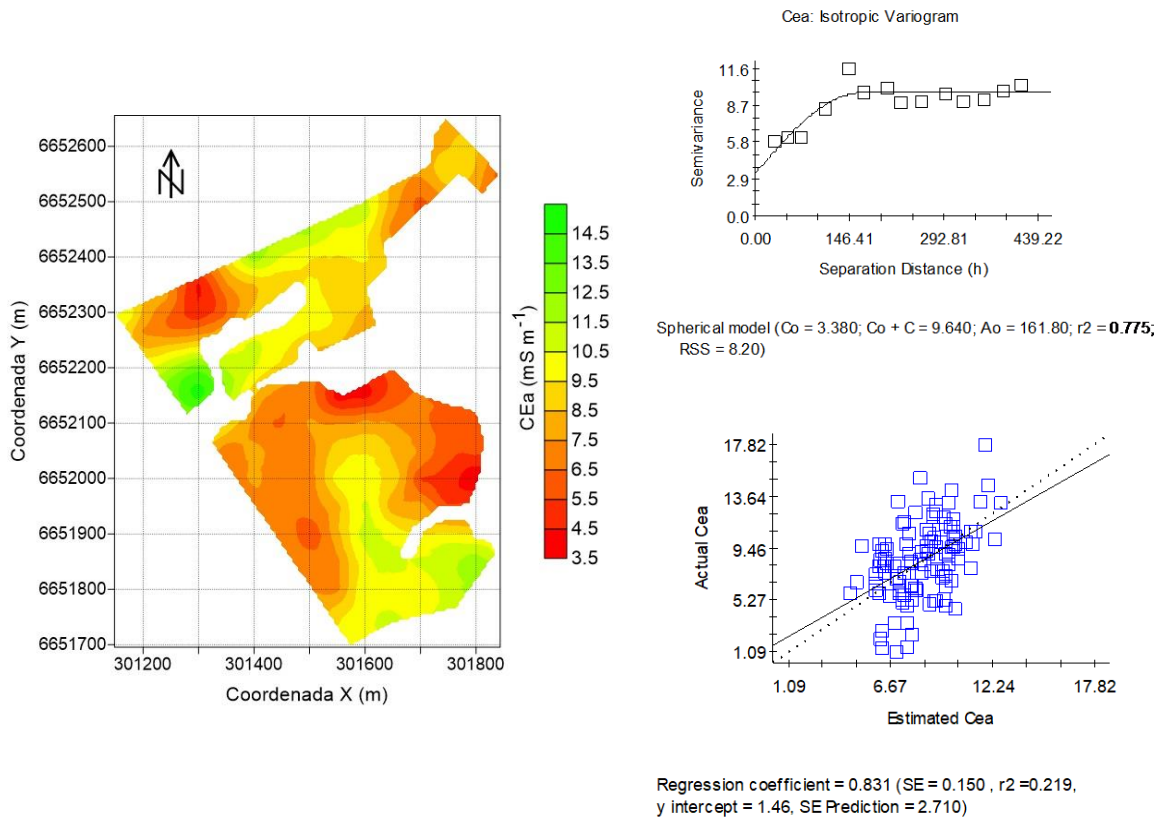 Cea: Isotropic Variogram
11.6
8.7
5.8
2.9
0.0
Semivariance
0.00 146.41 292.81 439.22
Separation Distance (h)
Spherical model (Co = 3.380; Co + C = 9.640; Ao = 161.80; r2 = 0.775;
RSS = 8.20)
6652600
6652500
6652400
6652300
6652200
6652100
6652000
6651900
6651800
6651700
Coordenada Y (m)
N
301200 301400 301600 301800
Coordenada X (m)
14.5
13.5
12.5
11.5
10.5
9.5
8.5
7.5
6.5
5.5
4.5
3.5
CEa (mS m⁻¹)
17.82
13.64
9.46
5.27
1.09
Actual Cea
1.09 6.67 12.24 17.82
Estimated Cea
Regression coefficient = 0.831 (SE = 0.150 , r2 =0.219,
y intercept = 1.46, SE Prediction = 2.710)